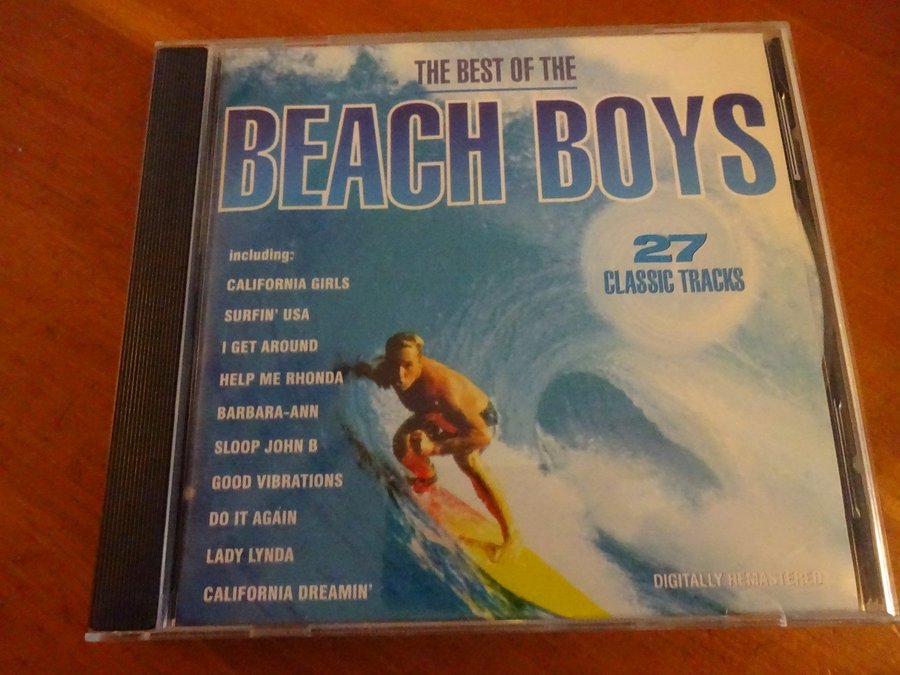 THE BEST OF THE
BEACH BOYS
27
CLASSIC TRACKS
including:
CALIFORNIA GIRLS
SURFIN' USA
I GET AROUND
HELP ME RHONDA
BARBARA-ANN
SLOOP JOHN B
GOOD VIBRATIONS
DO IT AGAIN
LADY LYNDA
CALIFORNIA DREAMIN'
DIGITALLY REMASTERED